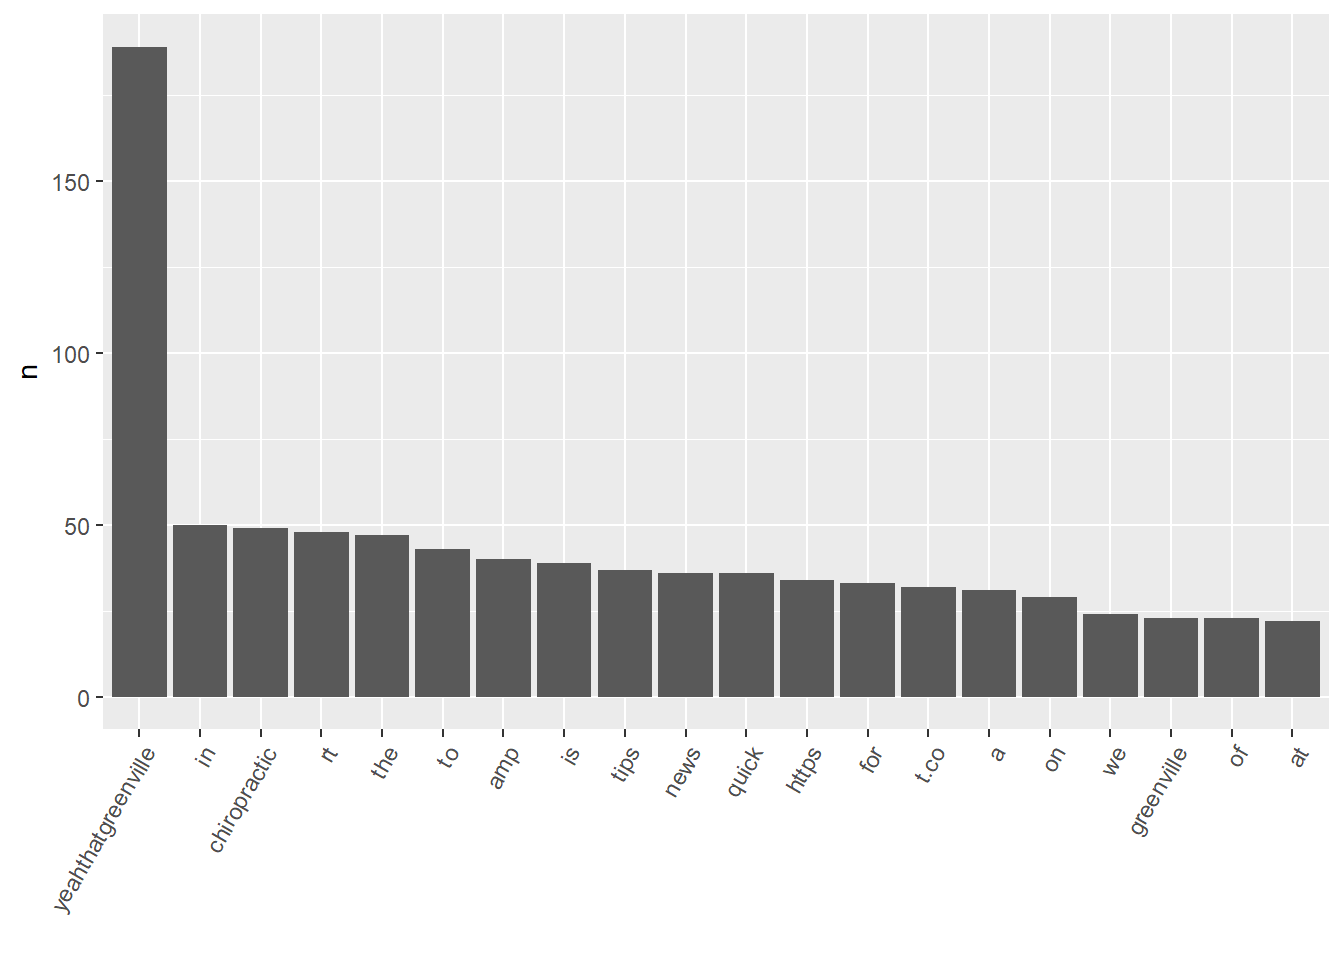 n
150
100
50
0
yeahthatgreenville
in
chiropractic
rt
the
to
amp
is
tips
news
quick
https
for
t.co
a
on
we
greenville
of
at